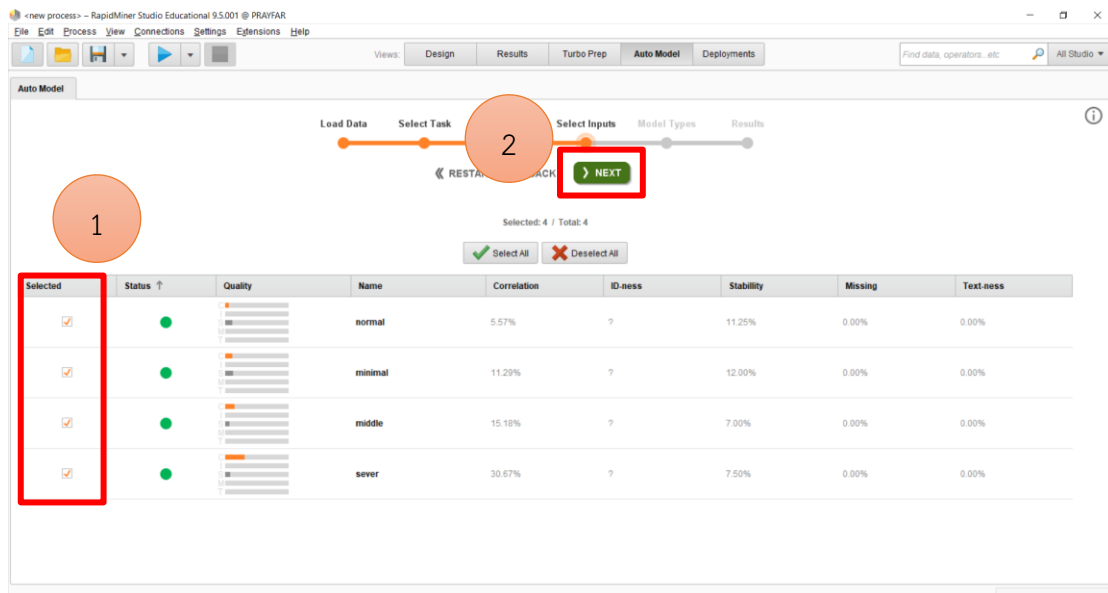 <new process> – RapidMiner Studio Educational 9.5.001 @ PRAYFAR
File Edit Process View Connections Settings Extensions Help
Views: Design Results Turbo Prep Auto Model Deployments Find data, operators...etc All Studio
Auto Model
Load Data Select Task Select Inputs Model Types Results
2
NEXT
1
Selected: 4 / Total: 4
Select All Deselect All
Selected Status Quality Name Correlation ID-ness Stability Missing Text-ness
C
I
S
M
T
normal 5.57% ? 11.25% 0.00% 0.00%
C
I
S
M
T
minimal 11.29% ? 12.00% 0.00% 0.00%
C
I
S
M
T
middle 15.18% ? 7.00% 0.00% 0.00%
C
I
S
M
T
sever 30.67% ? 7.50% 0.00% 0.00%